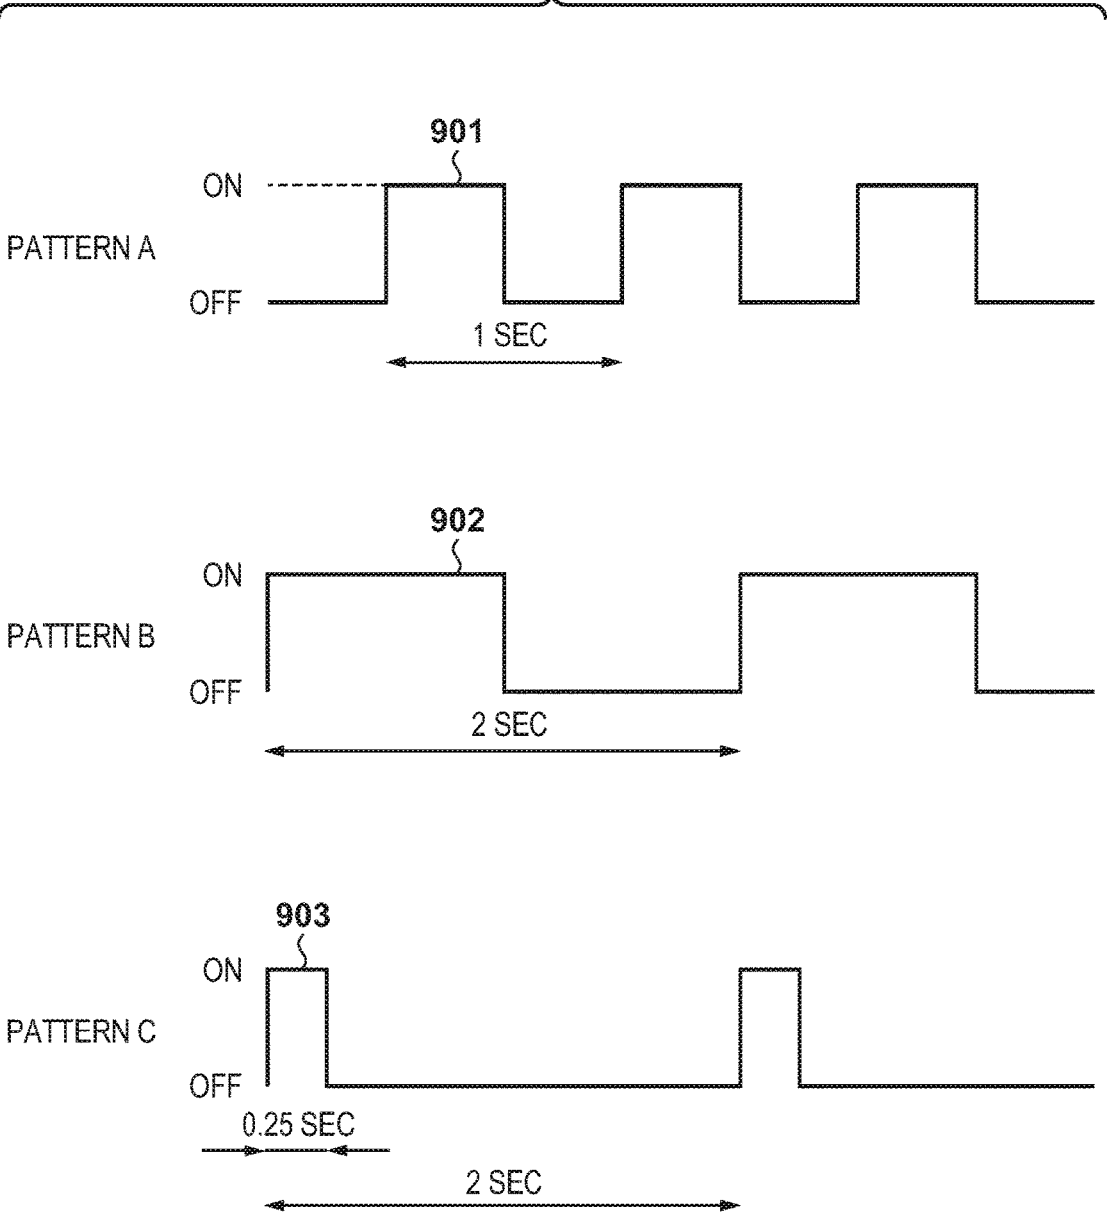 901
ON
PATTERN A
OFF
1 SEC
902
ON
PATTERN B
OFF
2 SEC
903
ON
PATTERN C
OFF
0.25 SEC
2 SEC